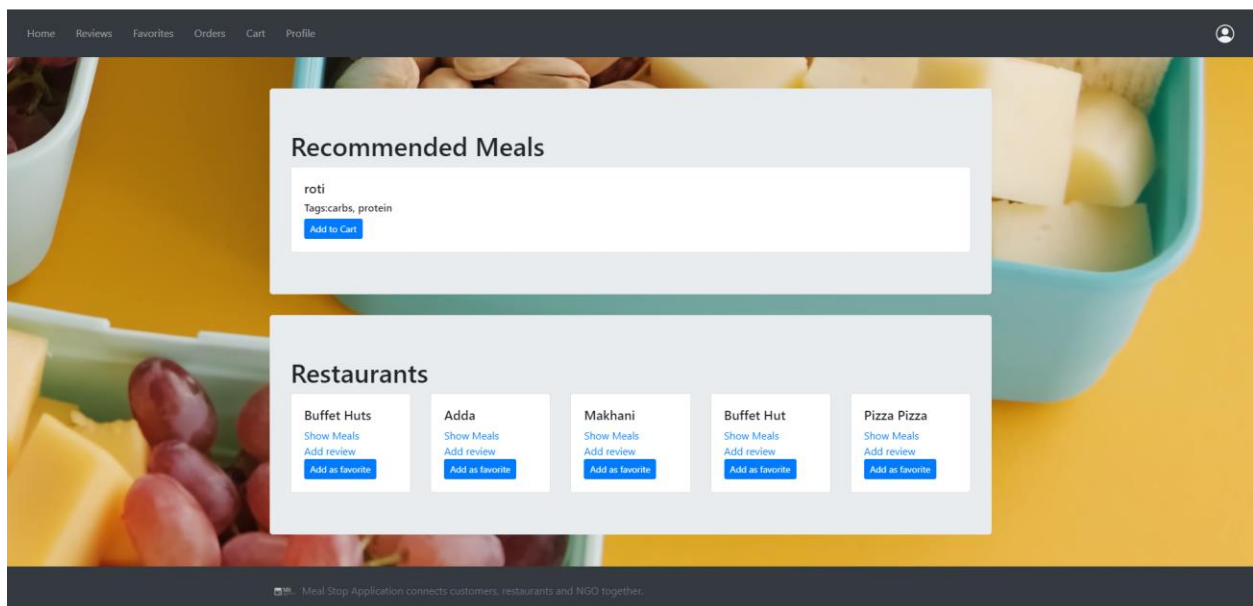 Home Reviews Favorites Orders Cart Profile
Recommended Meals
roti
Tags:carbs, protein
Add to Cart
Restaurants
Buffet Huts
Show Meals
Add review
Add as favorite
Adda
Show Meals
Add review
Add as favorite
Makhani
Show Meals
Add review
Add as favorite
Buffet Hut
Show Meals
Add review
Add as favorite
Pizza Pizza
Show Meals
Add review
Add as favorite
Meal Stop Application connects customers, restaurants and NGO together.